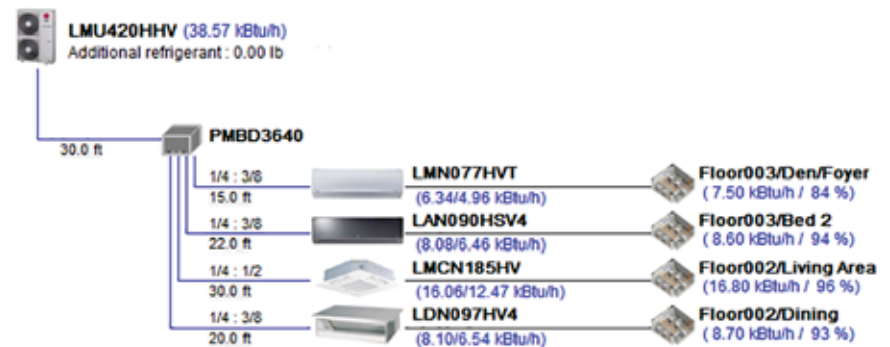 LMU420HHV (38.57 kBtu/h)
Additional refrigerant : 0.00 lb
30.0 ft
PMBD3640
1/4 : 3/8
15.0 ft
LMN077HVT
(6.34/4.96 kBtu/h)
Floor003/Den/Foyer
( 7.50 kBtu/h / 84 %)
1/4 : 3/8
22.0 ft
LAN090HSV4
(8.08/6.46 kBtu/h)
Floor003/Bed 2
( 8.60 kBtu/h / 94 %)
1/4 : 1/2
30.0 ft
LMCN185HV
(16.06/12.47 kBtu/h)
Floor002/Living Area
(16.80 kBtu/h / 96 %)
1/4 : 3/8
20.0 ft
LDN097HV4
(8.10/6.54 kBtu/h)
Floor002/Dining
( 8.70 kBtu/h / 93 %)